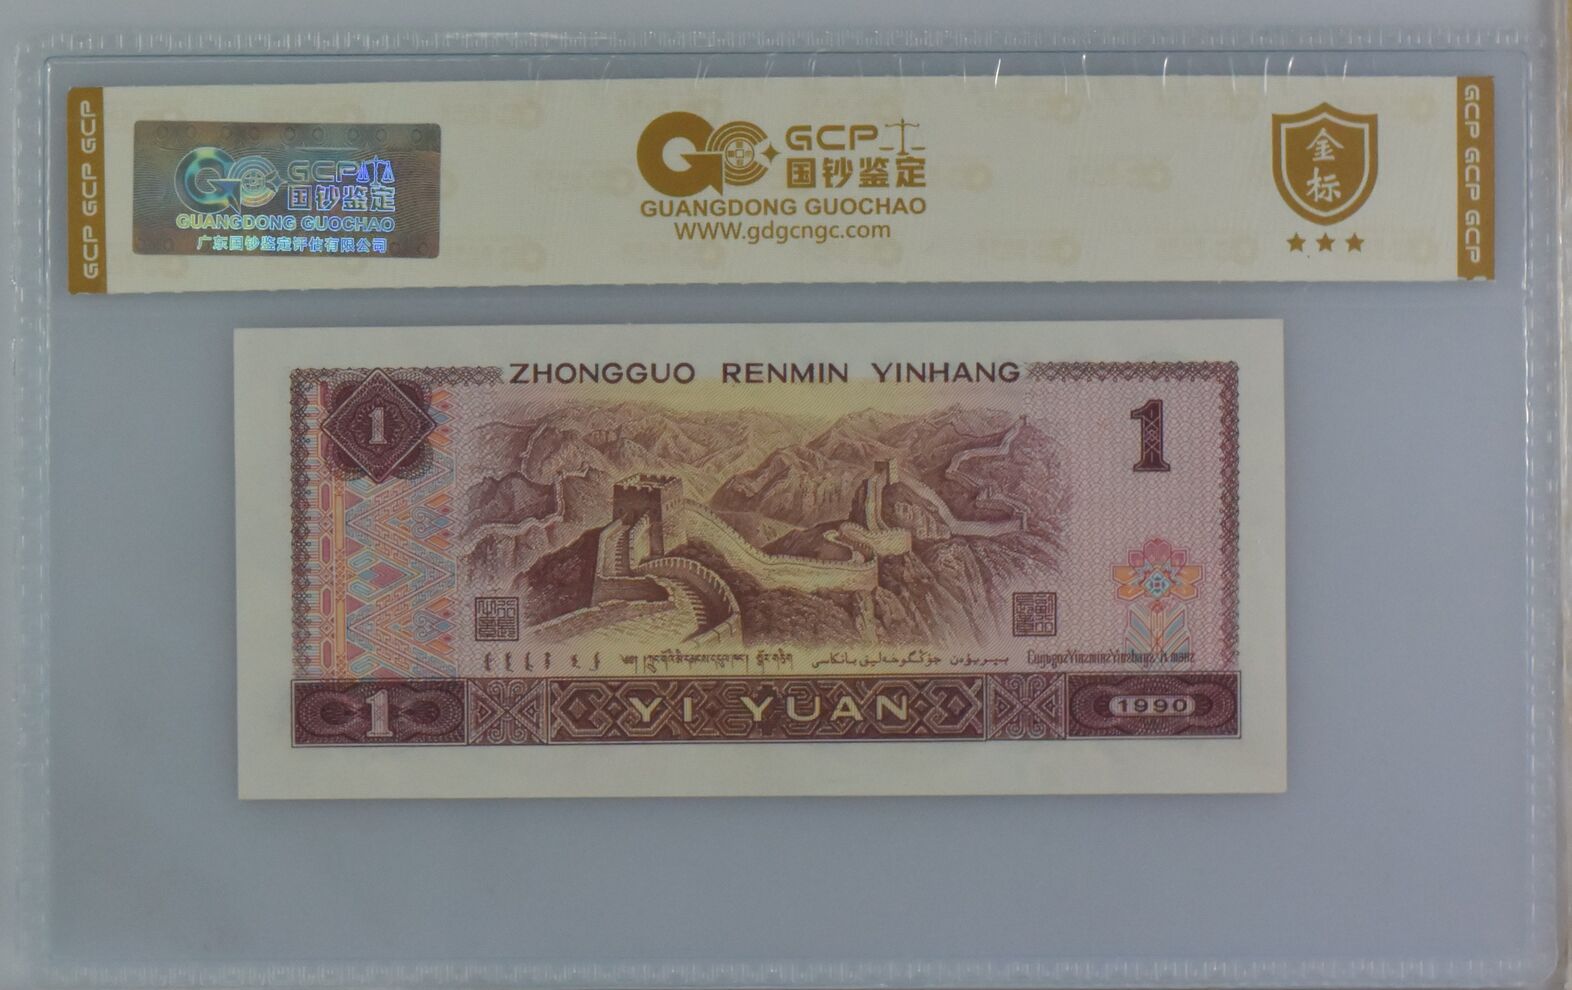 GCP GCP GCP
GCP
国钞鉴定
GUANGDONG GUOCHAO
广东国钞鉴定评估有限公司
GCP
国钞鉴定
GUANGDONG GUOCHAO
WWW.gdgcngc.com
金
标
GCP GCP GCP
ZHONGGUO RENMIN YINHANG
1
1
1
YI YUAN
1990